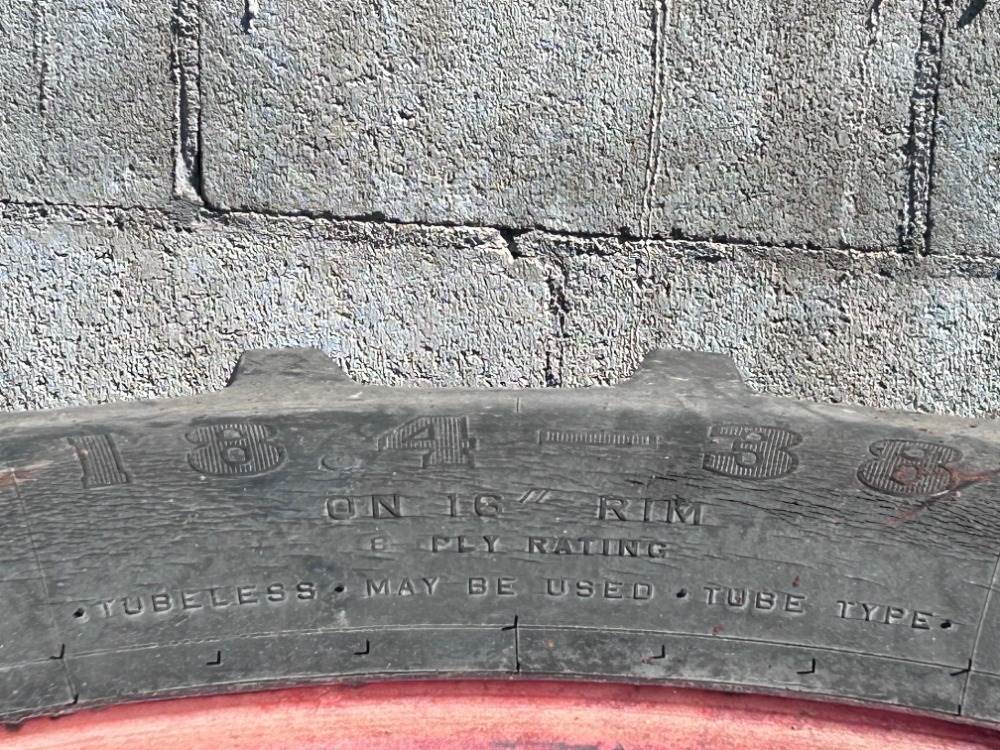 18.4-38
ON 16" RIM
8 PLY RATING
• TUBELESS • MAY BE USED • TUBE TYPE •